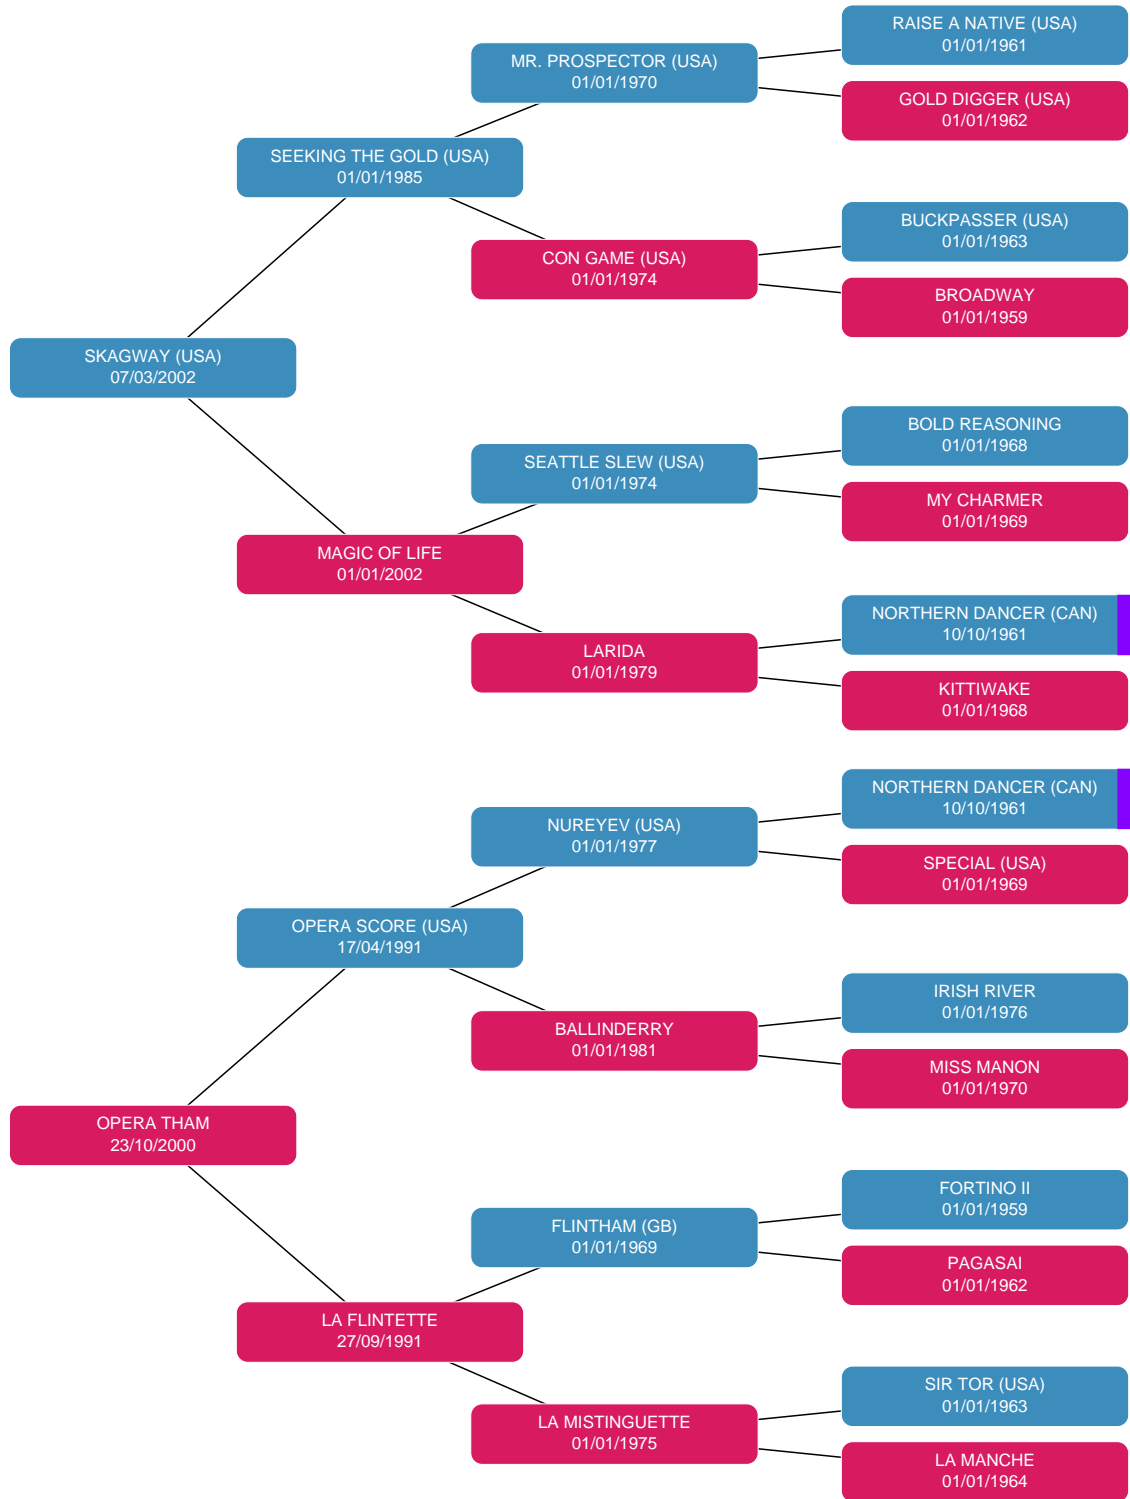 RAISE A NATIVE (USA)
01/01/1961
MR. PROSPECTOR (USA)
01/01/1970
GOLD DIGGER (USA)
01/01/1962
SEEKING THE GOLD (USA)
01/01/1985
BUCKPASSER (USA)
01/01/1963
CON GAME (USA)
01/01/1974
BROADWAY
01/01/1959
SKAGWAY (USA)
07/03/2002
BOLD REASONING
01/01/1968
SEATTLE SLEW (USA)
01/01/1974
MY CHARMER
01/01/1969
MAGIC OF LIFE
01/01/2002
NORTHERN DANCER (CAN)
10/10/1961
LARIDA
01/01/1979
KITTIWAKE
01/01/1968
NORTHERN DANCER (CAN)
10/10/1961
NUREYEV (USA)
01/01/1977
SPECIAL (USA)
01/01/1969
OPERA SCORE (USA)
17/04/1991
IRISH RIVER
01/01/1976
BALLINDERRY
01/01/1981
MISS MANON
01/01/1970
OPERA THAM
23/10/2000
FORTINO II
01/01/1959
FLINTHAM (GB)
01/01/1969
PAGASAI
01/01/1962
LA FLINTETTE
27/09/1991
SIR TOR (USA)
01/01/1963
LA MISTINGUETTE
01/01/1975
LA MANCHE
01/01/1964